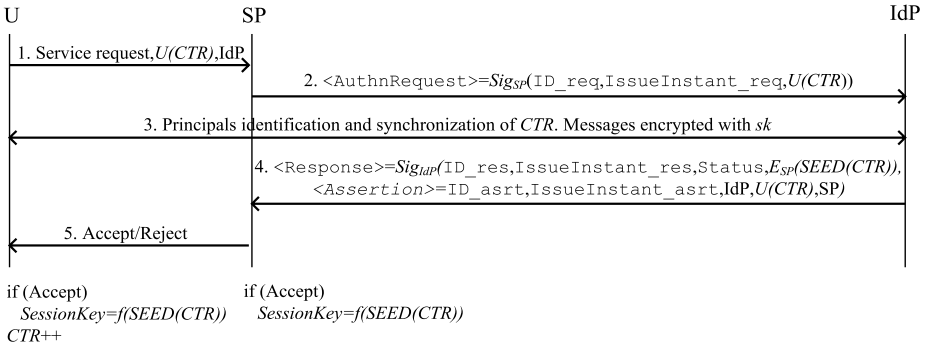 U SP IdP
1. Service request,U(CTR),IdP
2. <AuthnRequest>=SigSP(ID_req,IssueInstant_req,U(CTR))
3. Principals identification and synchronization of CTR. Messages encrypted with sk
4. <Response>=SigIdP(ID_res,IssueInstant_res,Status,ESP(SEED(CTR)),
<Assertion>=ID_asrt,IssueInstant_asrt,IdP,U(CTR),SP)
5. Accept/Reject
if (Accept)
SessionKey=f(SEED(CTR))
CTR++
if (Accept)
SessionKey=f(SEED(CTR))